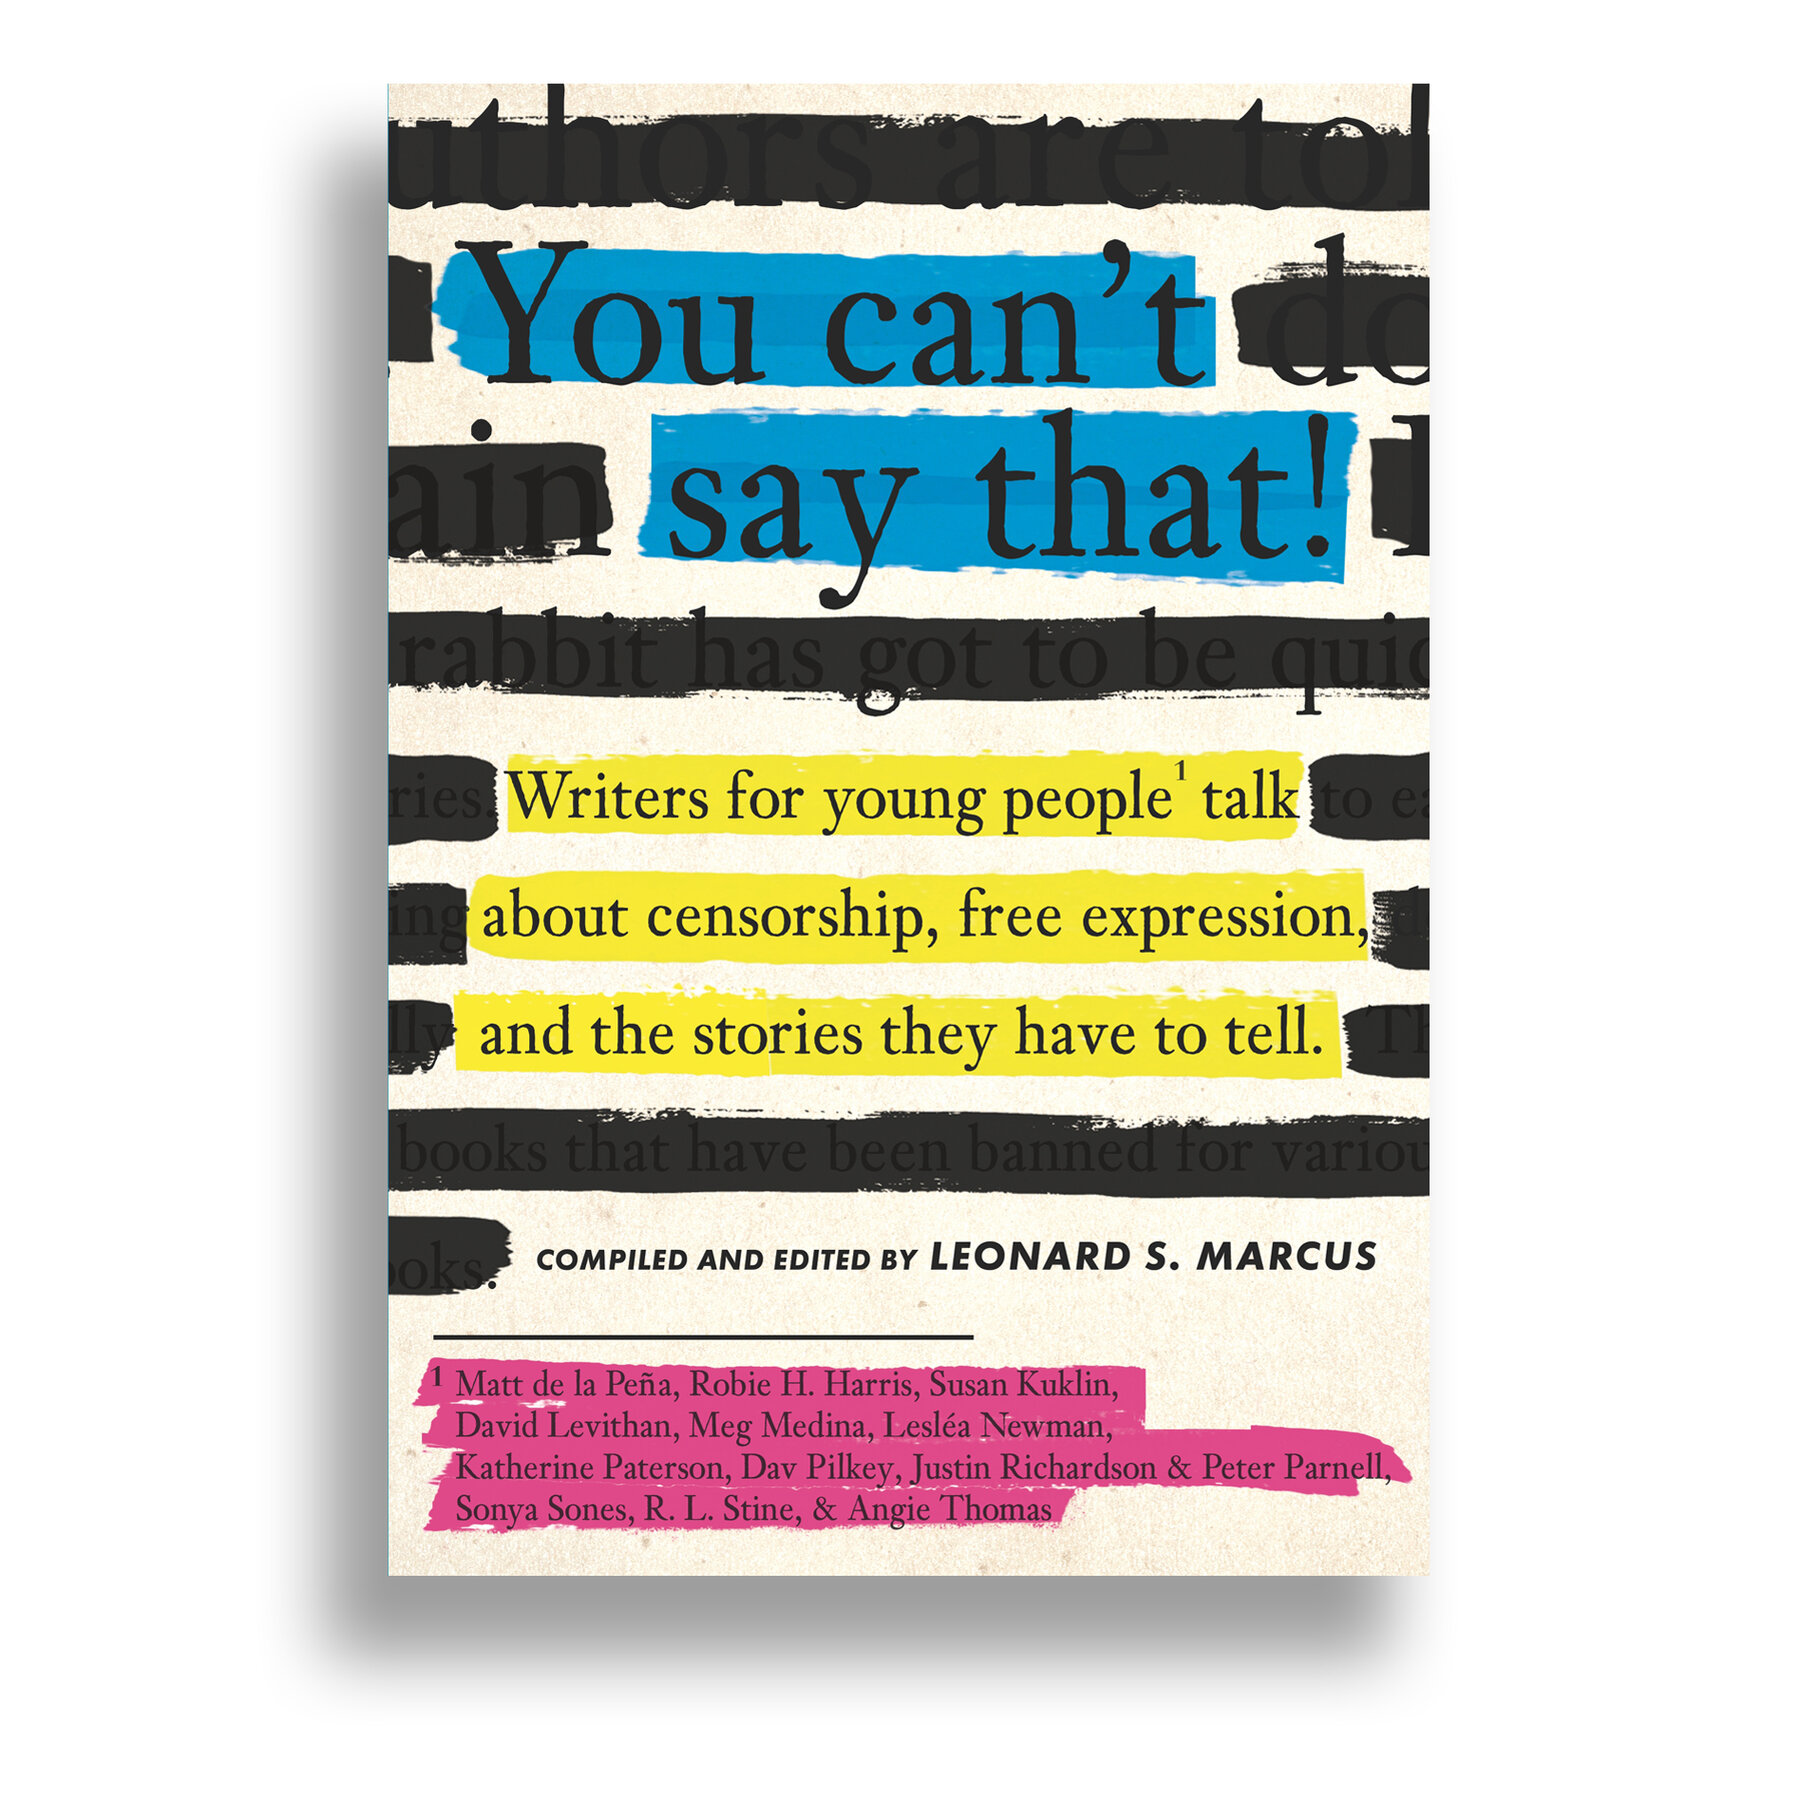 uthors are tol
You can't do
ain say that! I
rabbit has got to be quic
ries. Writers for young people¹ talk to ea
ing about censorship, free expression,
lly and the stories they have to tell. Th
books that have been banned for variou
ooks. COMPILED AND EDITED BY LEONARD S. MARCUS
¹ Matt de la Peña, Robie H. Harris, Susan Kuklin,
David Levithan, Meg Medina, Lesléa Newman,
Katherine Paterson, Dav Pilkey, Justin Richardson & Peter Parnell,
Sonya Sones, R. L. Stine, & Angie Thomas